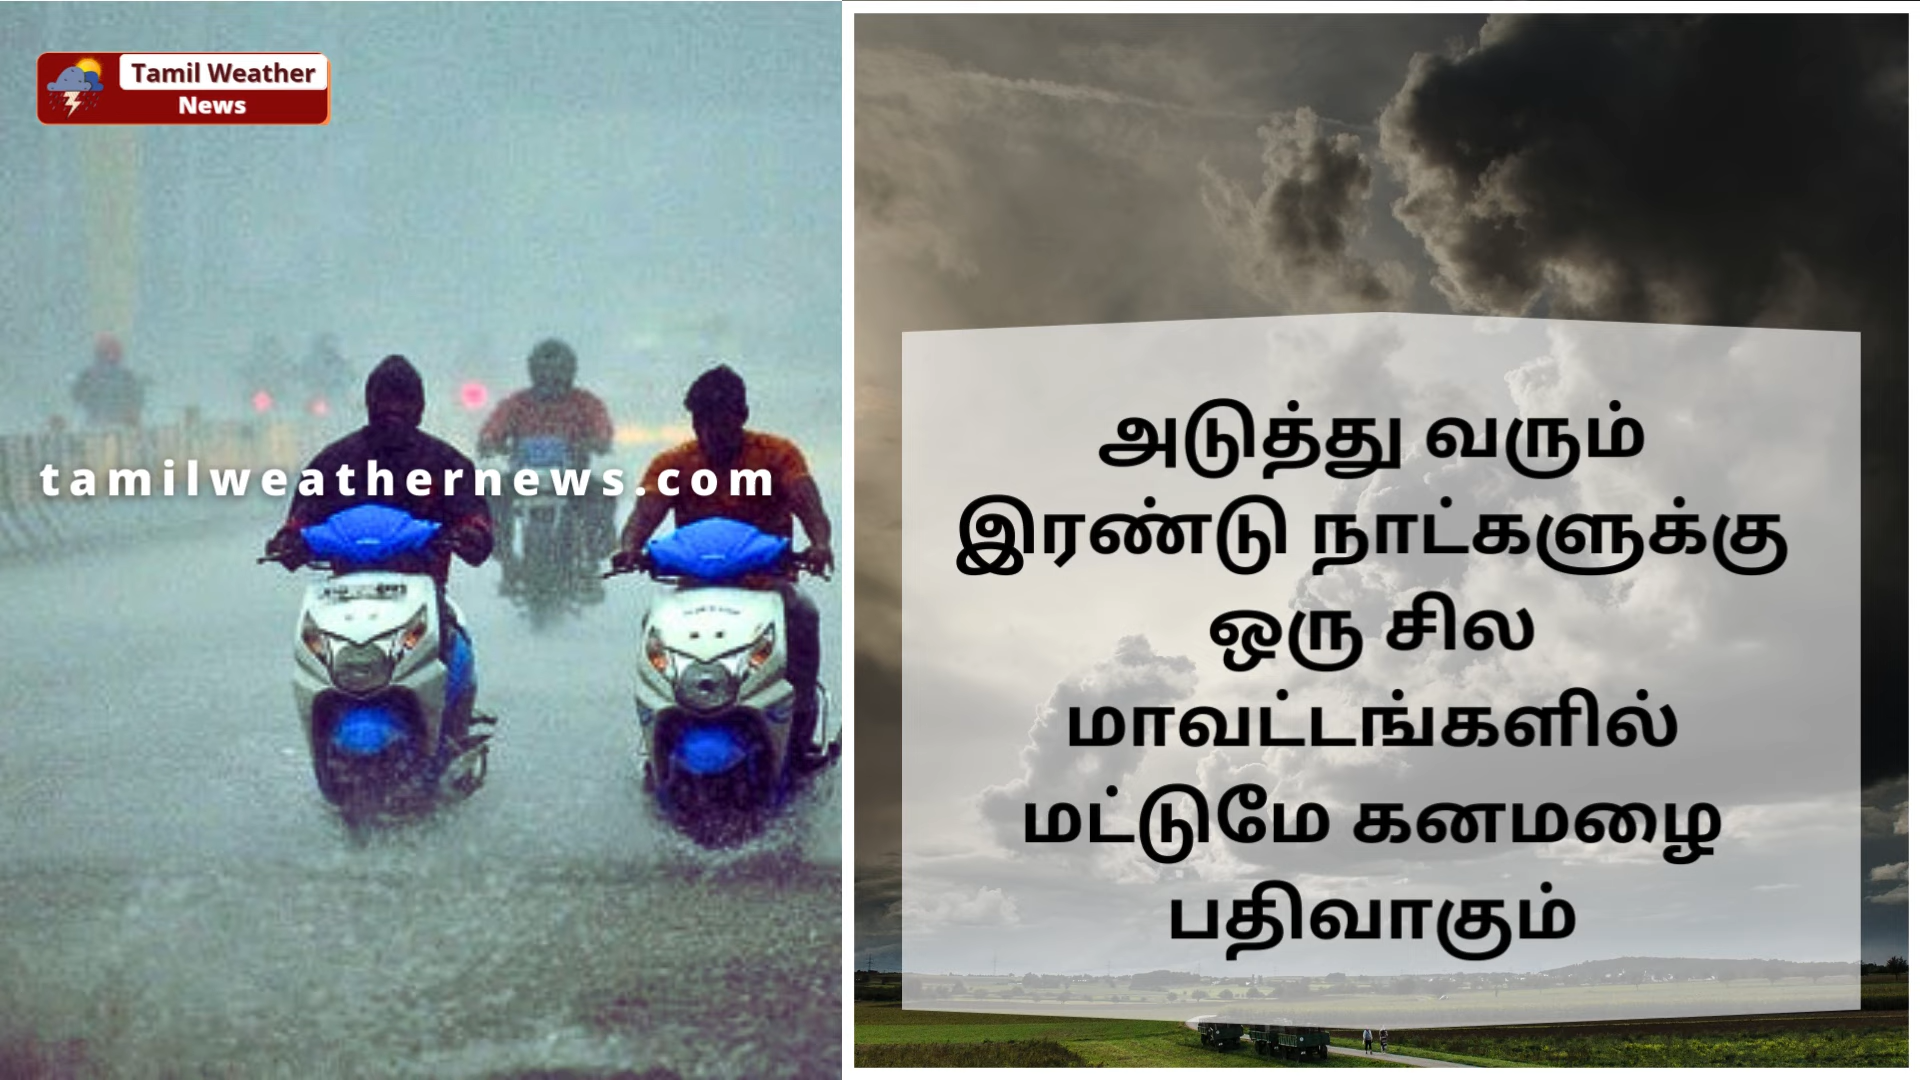 Tamil Weather
News
tamilweathernews.com
அடுத்து வரும்
இரண்டு நாட்களுக்கு
ஒரு சில
மாவட்டங்களில்
மட்டுமே கனமழை
பதிவாகும்